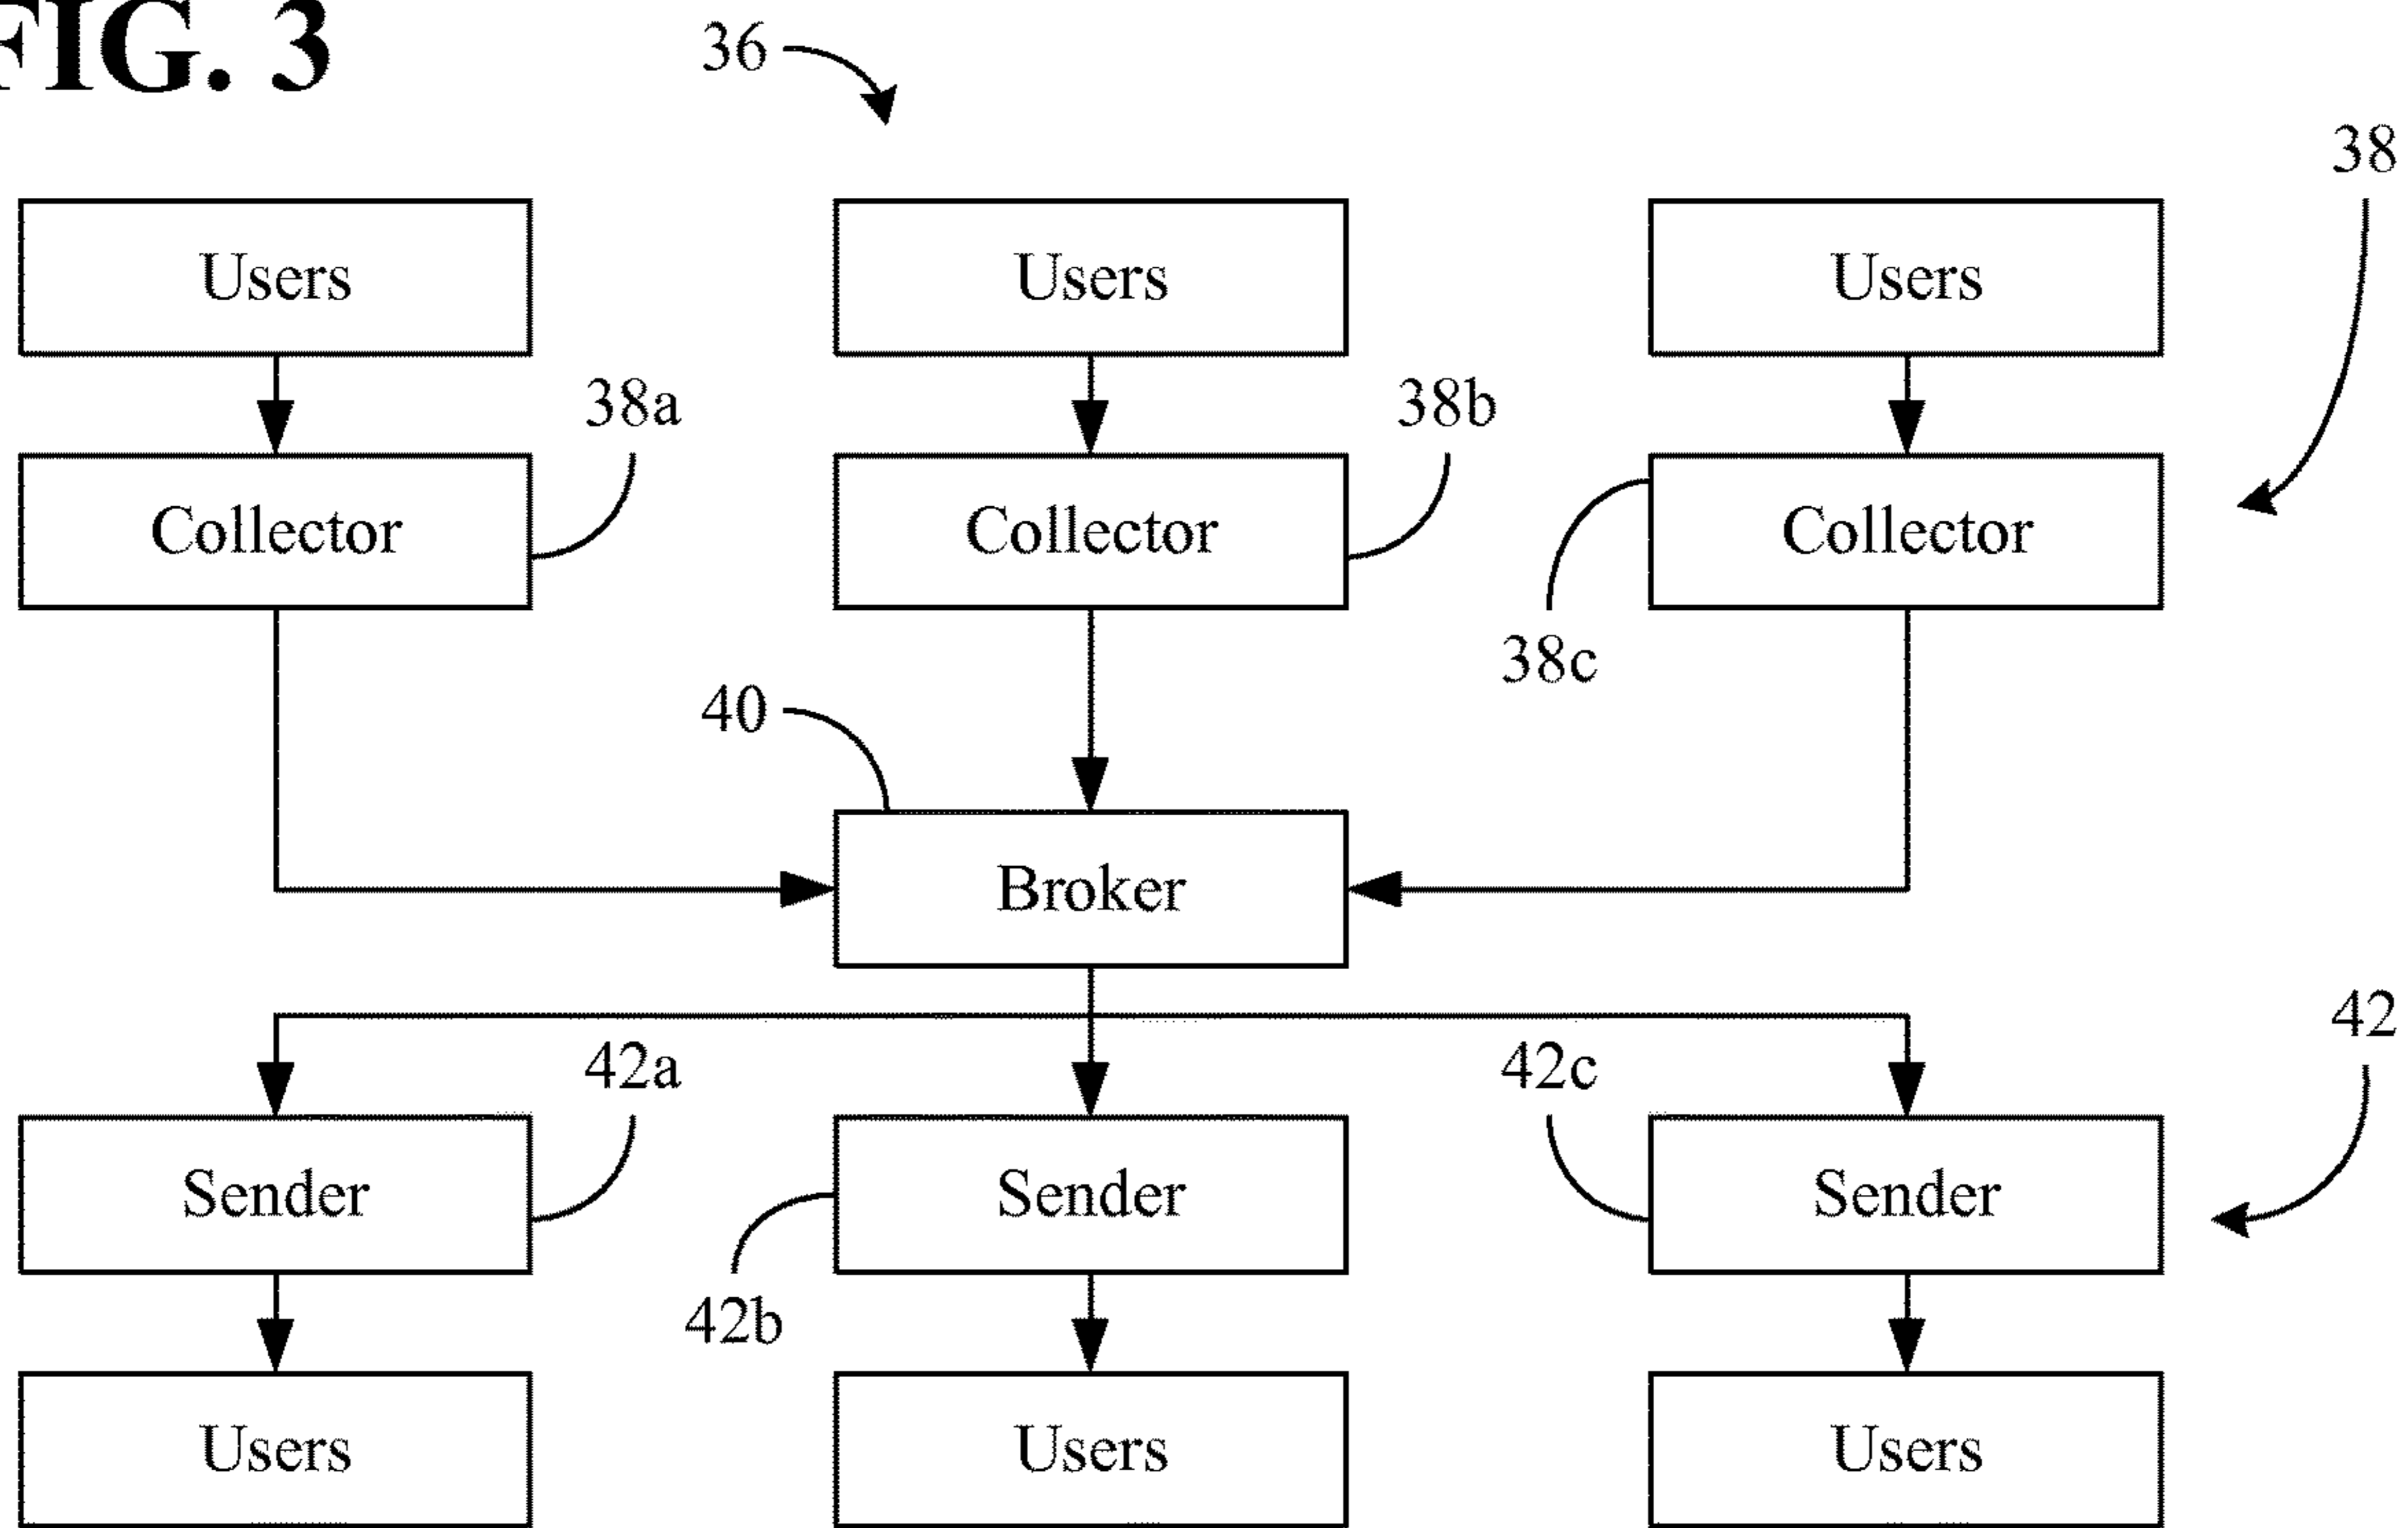 FIG. 3
36
38
Users
Users
Users
38a
38b
Collector
Collector
Collector
38c
40
Broker
42
42a
42c
Sender
Sender
Sender
42b
Users
Users
Users